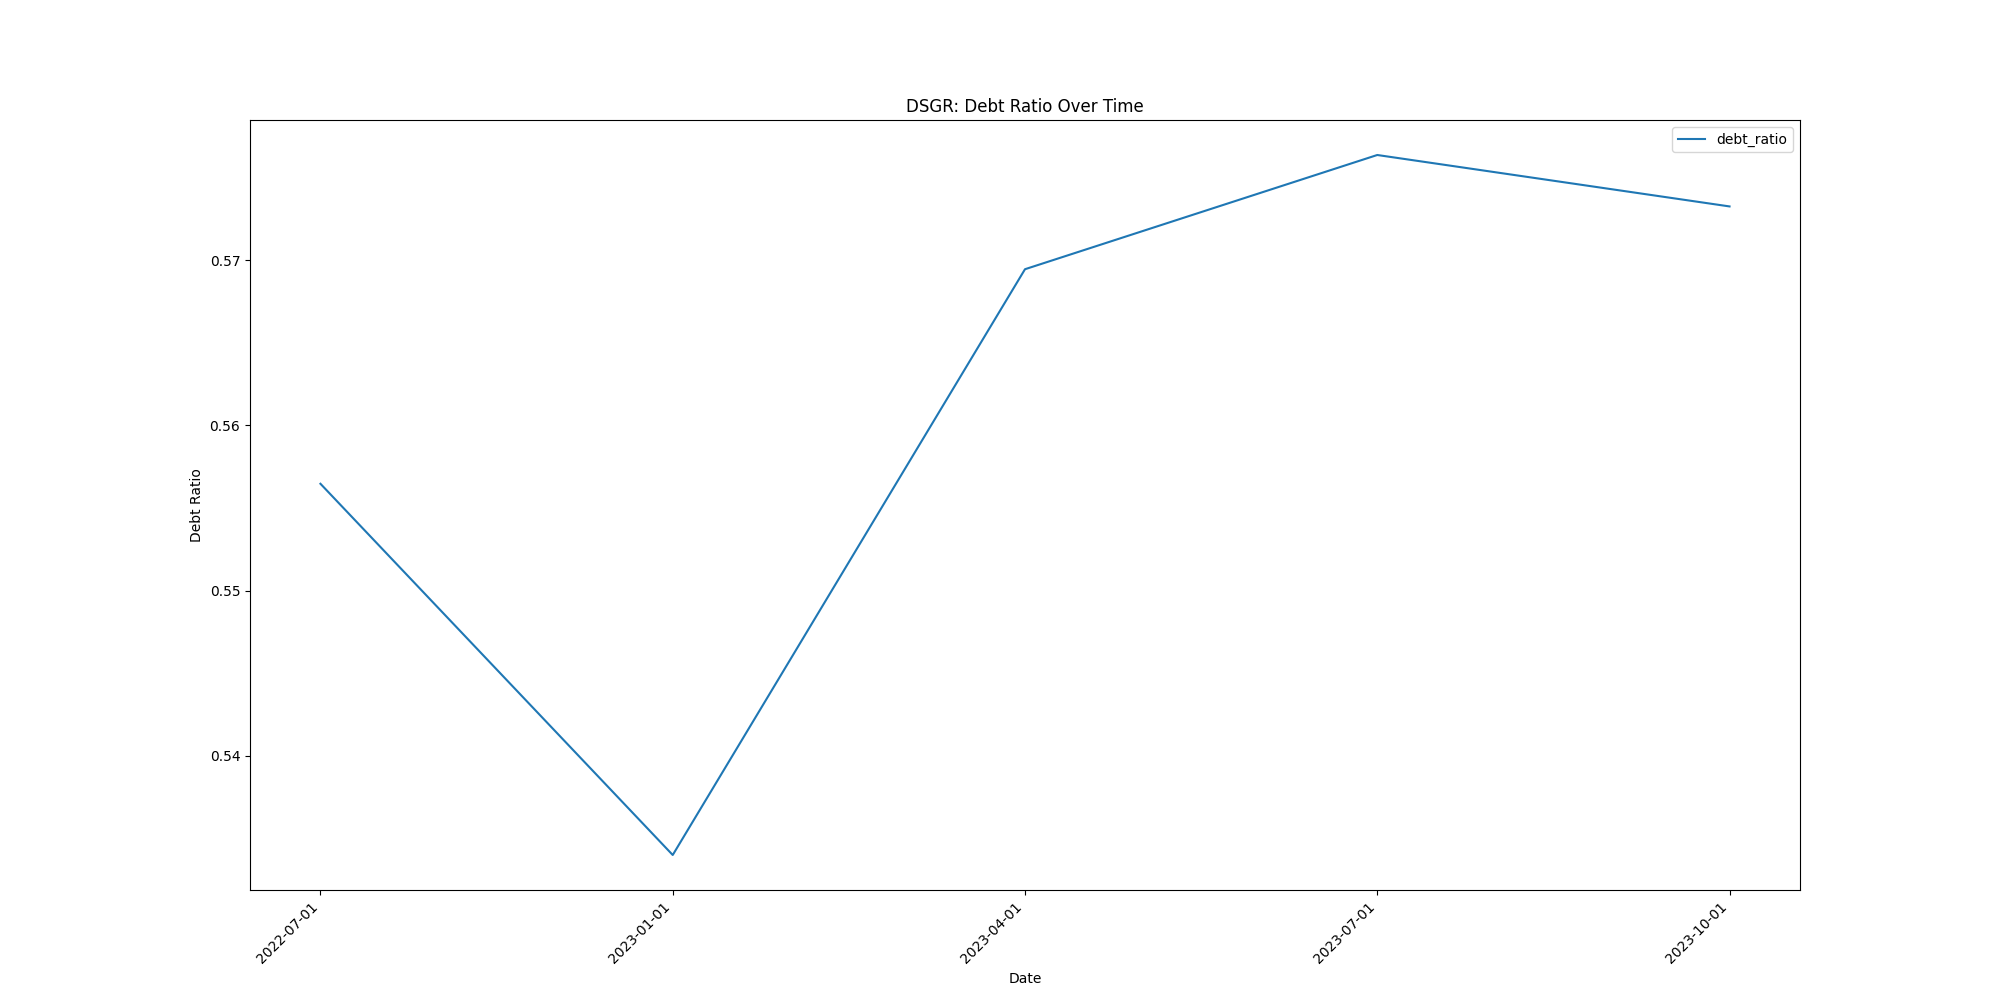 DSGR: Debt Ratio Over Time
debt_ratio
0.57
0.56
0.55
0.54
Debt Ratio
2022-07-01
2023-01-01
2023-04-01
2023-07-01
2023-10-01
Date